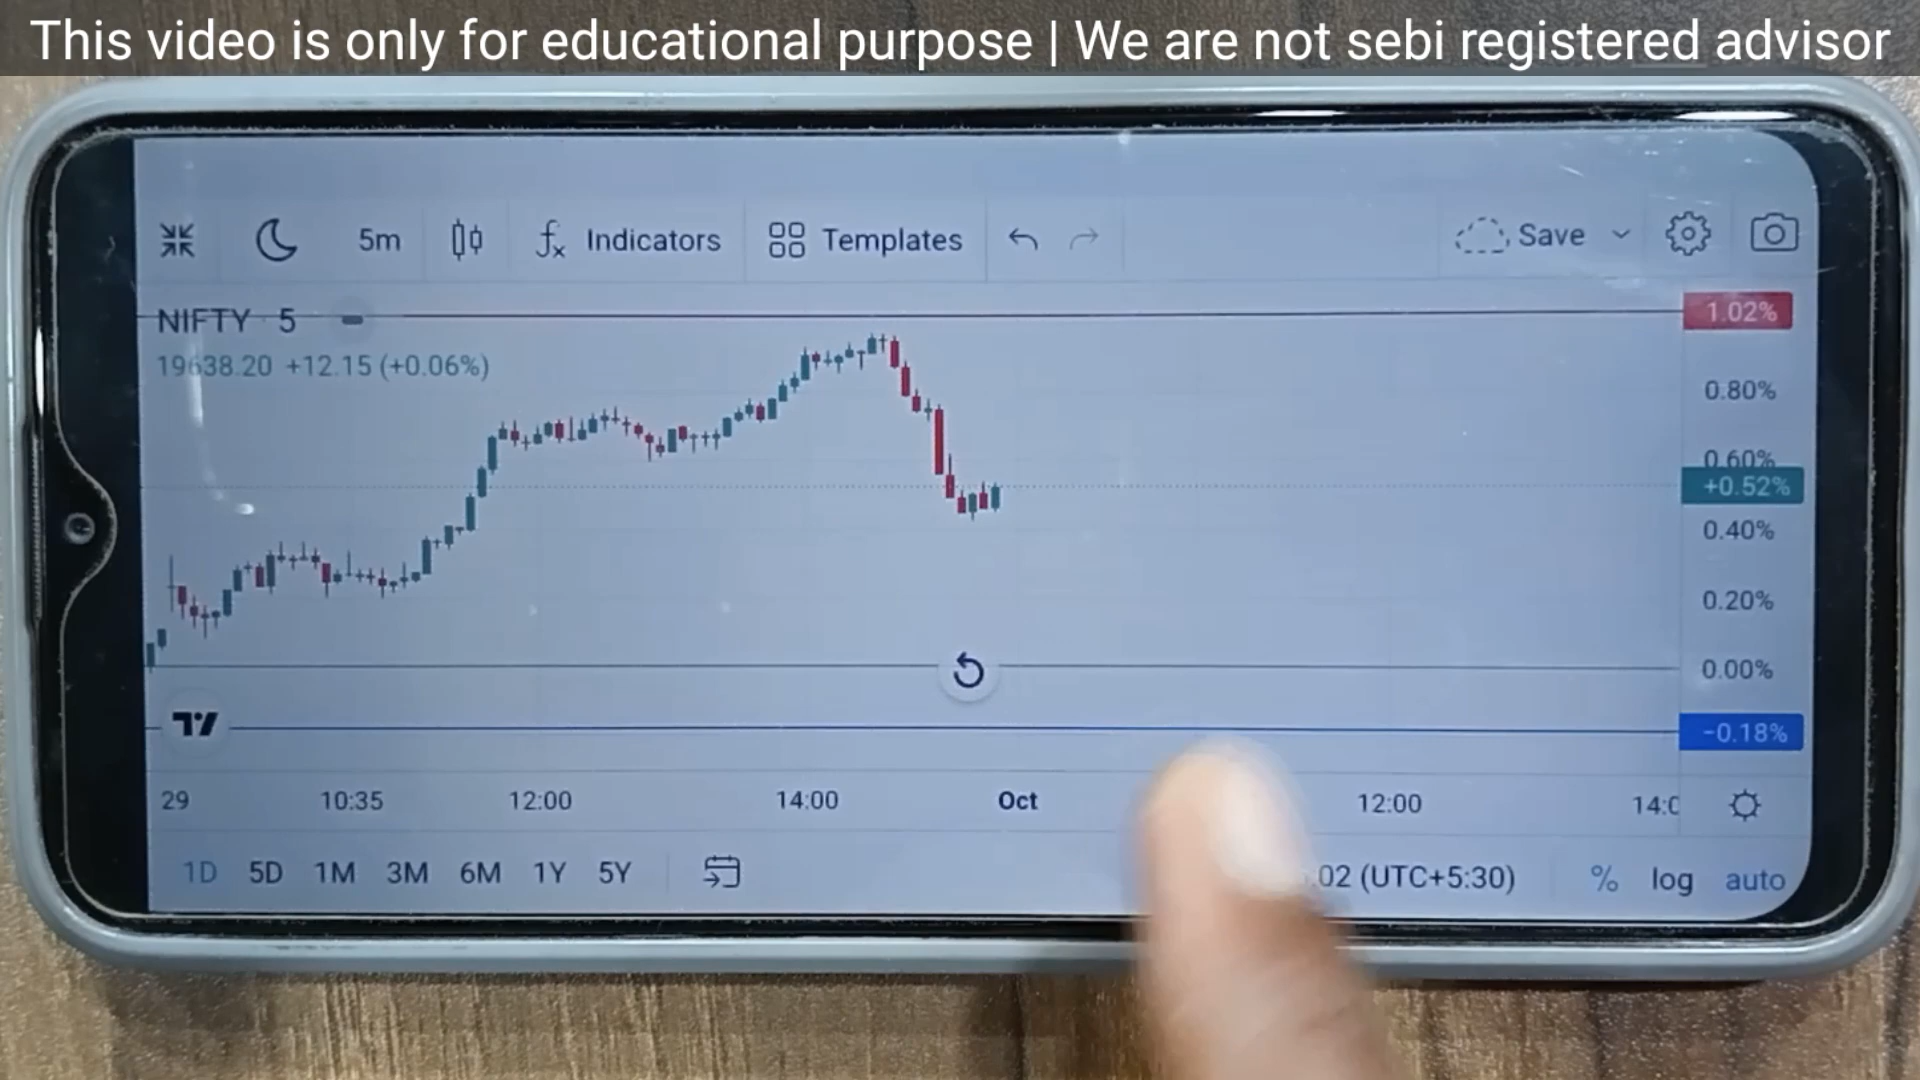 This video is only for educational purpose | We are not sebi registered advisor
5m Indicators Templates Save
NIFTY · 5
1.02%
19638.20 +12.15 (+0.06%)
0.80%
0.60%
+0.52%
0.40%
0.20%
0.00%
-0.18%
29 10:35 12:00 14:00 Oct 12:00 14:0
1D 5D 1M 3M 6M 1Y 5Y :02 (UTC+5:30) % log auto